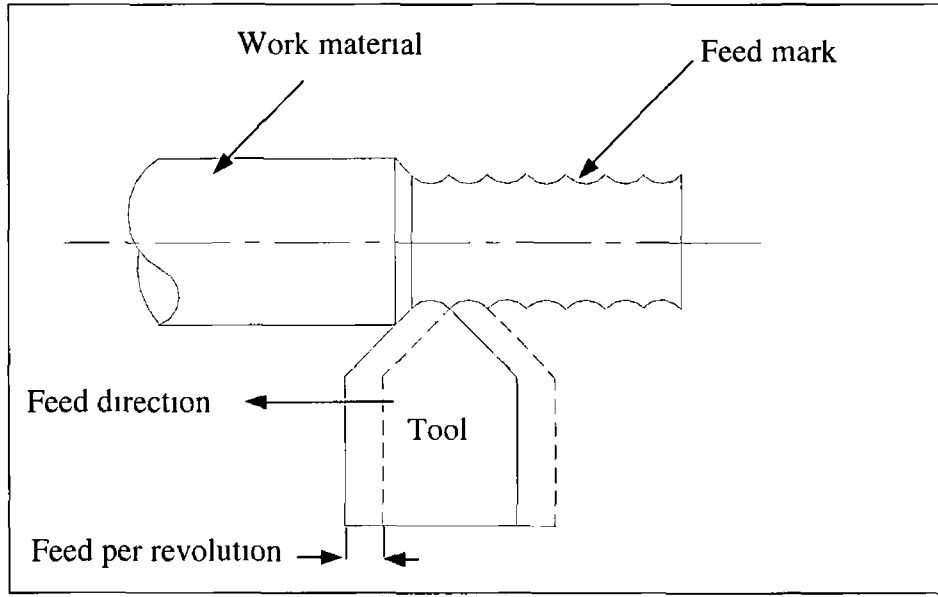 Work material
Feed mark
Feed direction
Tool
Feed per revolution